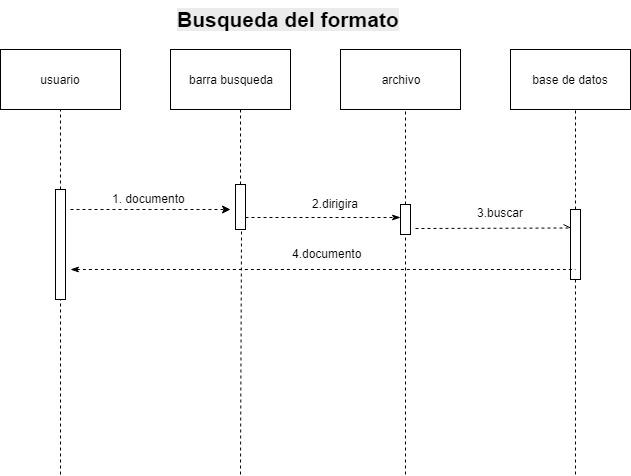 Busqueda del formato
usuario
barra busqueda
archivo
base de datos
1. documento
2.dirigira
3.buscar
4.documento